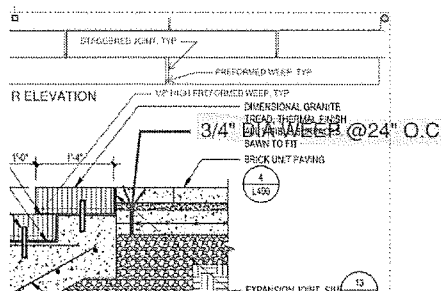 STAGGERED JOINT, TYP
PREFORMED WEEP, TYP
R ELEVATION
1/2" HIGH PREFORMED WEEP, TYP
DIMENSIONAL GRANITE
TREAD, THERMAL FINISH
3/4" DIA WEEP @24" O.C
SAWN TO FIT
BRICK UNIT PAVING
1'-0"
1'-4"
4
L400
EXPANSION JOINT,
13